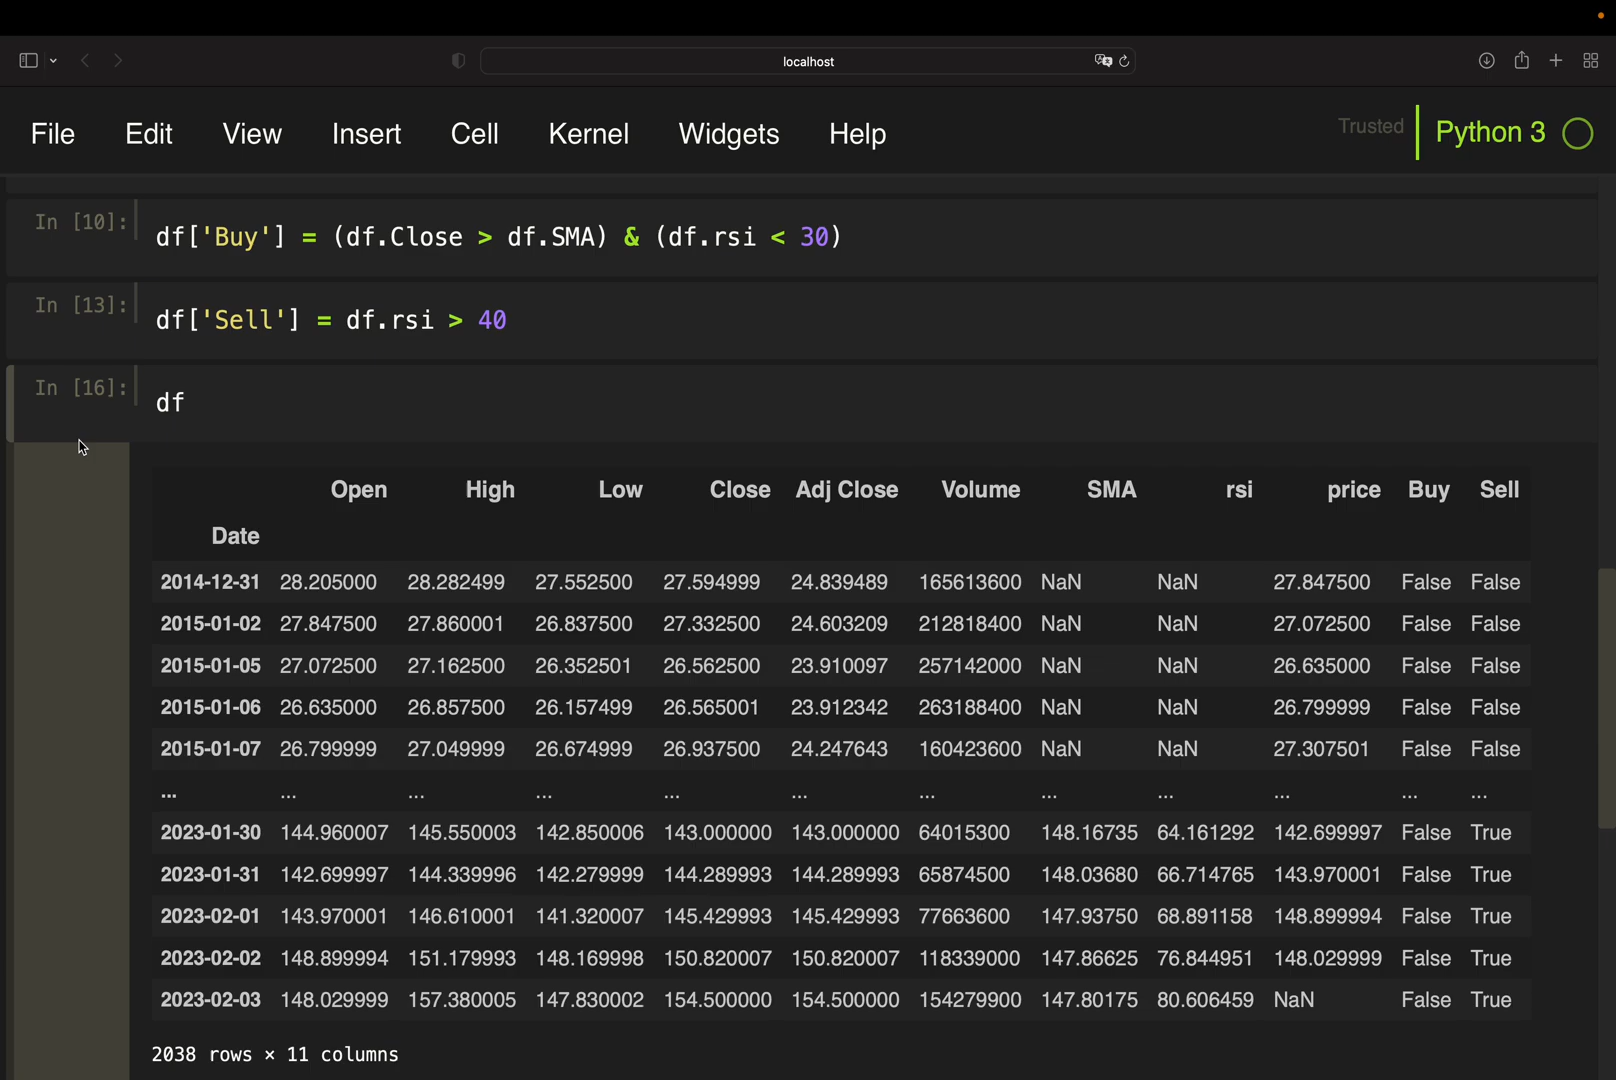 localhost
File Edit View Insert Cell Kernel Widgets Help Trusted Python 3
In [10]: df['Buy'] = (df.Close > df.SMA) & (df.rsi < 30)
In [13]: df['Sell'] = df.rsi > 40
In [16]: df
Open High Low Close Adj Close Volume SMA rsi price Buy Sell
Date
2014-12-31 28.205000 28.282499 27.552500 27.594999 24.839489 165613600 NaN NaN 27.847500 False False
2015-01-02 27.847500 27.860001 26.837500 27.332500 24.603209 212818400 NaN NaN 27.072500 False False
2015-01-05 27.072500 27.162500 26.352501 26.562500 23.910097 257142000 NaN NaN 26.635000 False False
2015-01-06 26.635000 26.857500 26.157499 26.565001 23.912342 263188400 NaN NaN 26.799999 False False
2015-01-07 26.799999 27.049999 26.674999 26.937500 24.247643 160423600 NaN NaN 27.307501 False False
... ... ... ... ... ... ... ... ... ... ... ...
2023-01-30 144.960007 145.550003 142.850006 143.000000 143.000000 64015300 148.16735 64.161292 142.699997 False True
2023-01-31 142.699997 144.339996 142.279999 144.289993 144.289993 65874500 148.03680 66.714765 143.970001 False True
2023-02-01 143.970001 146.610001 141.320007 145.429993 145.429993 77663600 147.93750 68.891158 148.899994 False True
2023-02-02 148.899994 151.179993 148.169998 150.820007 150.820007 118339000 147.86625 76.844951 148.029999 False True
2023-02-03 148.029999 157.380005 147.830002 154.500000 154.500000 154279900 147.80175 80.606459 NaN False True
2038 rows × 11 columns